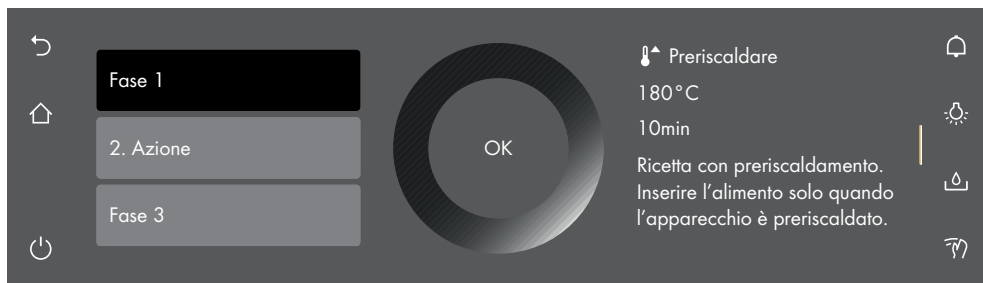 Fase 1
2. Azione
Fase 3
OK
Preriscaldare
180°C
10min
Ricetta con preriscaldamento.
Inserire l’alimento solo quando
l’apparecchio è preriscaldato.